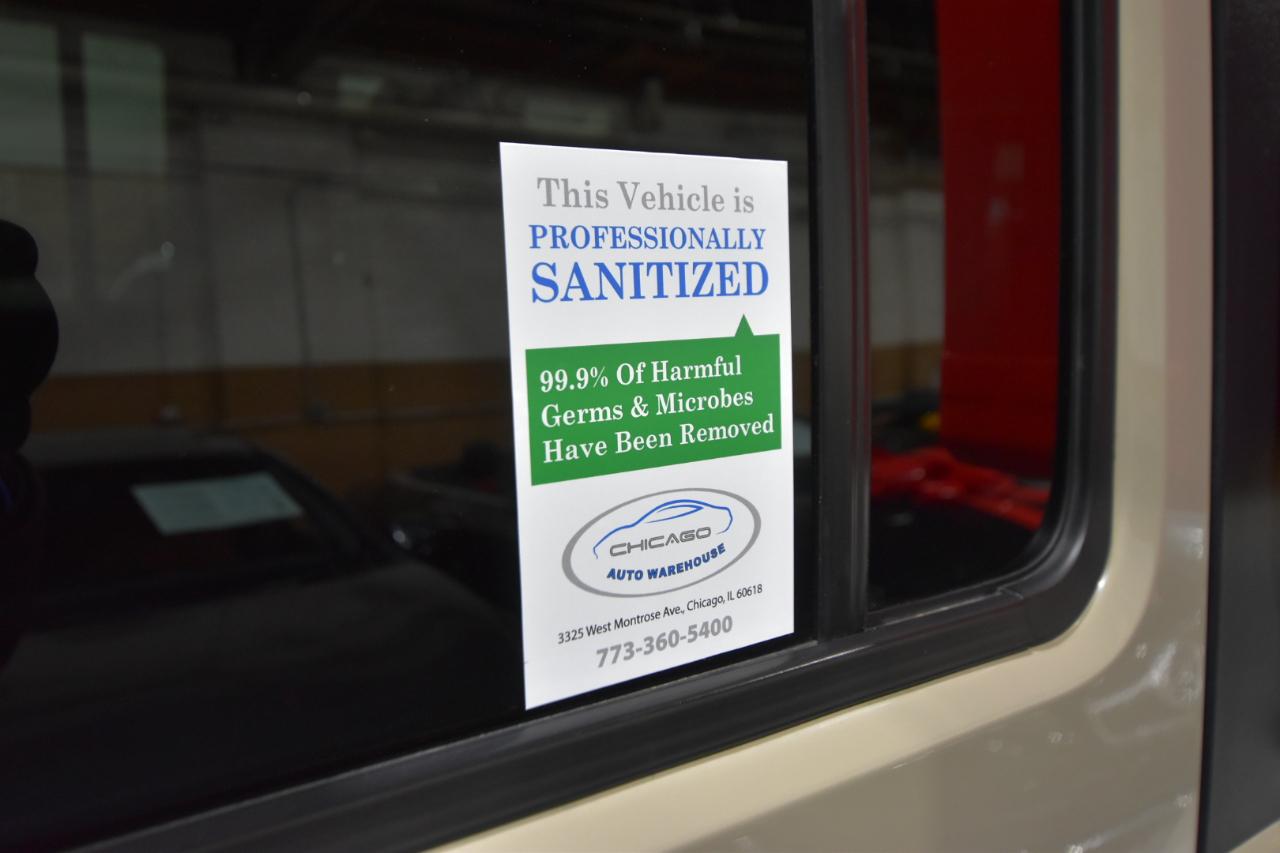 This Vehicle is
PROFESSIONALLY
SANITIZED
99.9% Of Harmful
Germs & Microbes
Have Been Removed
CHICAGO
AUTO WAREHOUSE
3325 West Montrose Ave., Chicago, IL 60618
773-360-5400